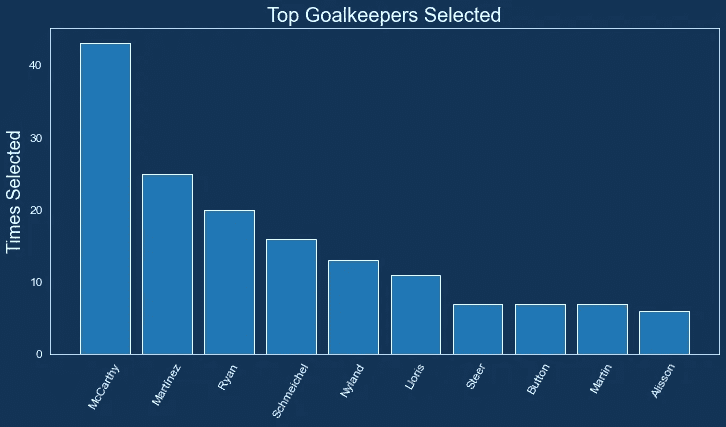 Top Goalkeepers Selected
Times Selected
40
30
20
10
0
McCarthy
Martínez
Ryan
Schmeichel
Nyland
Lloris
Steer
Button
Martin
Alisson